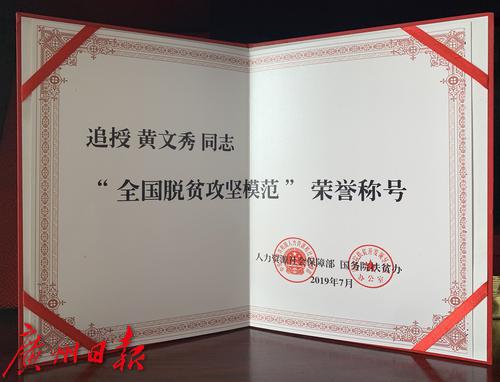 追授 黄文秀 同志
“全国脱贫攻坚模范” 荣誉称号
人力资源社会保障部 国务院扶贫办
2019年7月
广州日报